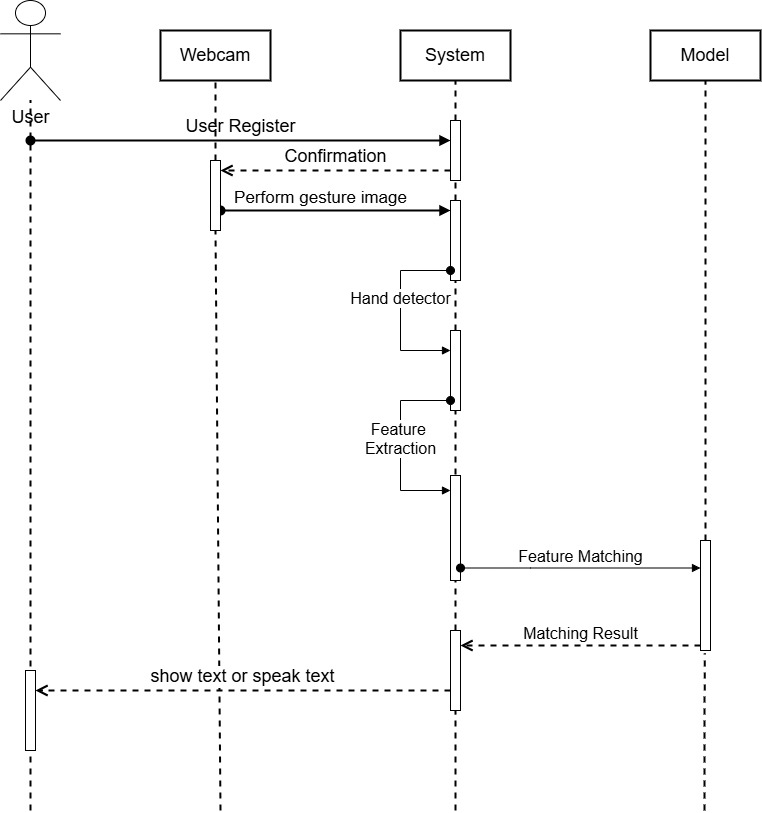 Webcam
System
Model
User
User Register
Confirmation
Perform gesture image
Hand detector
Feature
Extraction
Feature Matching
Matching Result
show text or speak text